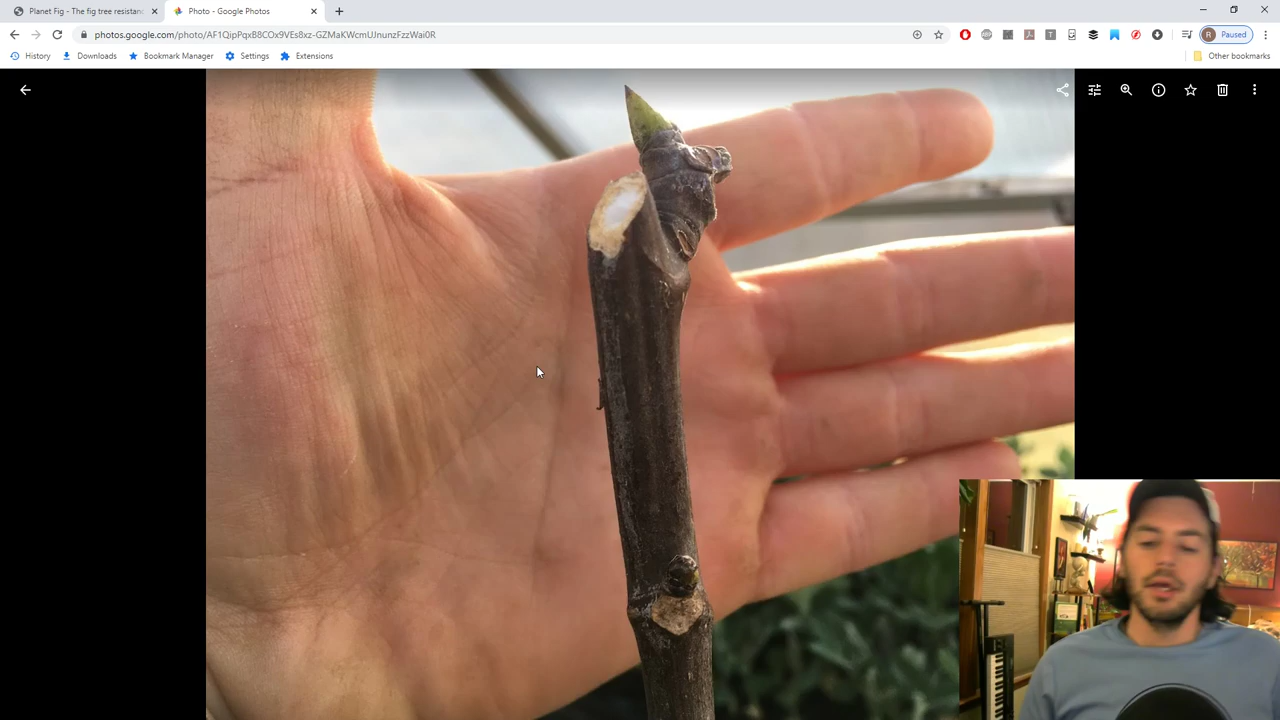 Planet Fig - The fig tree resistanc
Photo - Google Photos
photos.google.com/photo/AF1QipPqxB8COx9VEs8xz-GZMaKWcmUJnunzFzzWai0R
R Paused
History Downloads Bookmark Manager Settings Extensions Other bookmarks